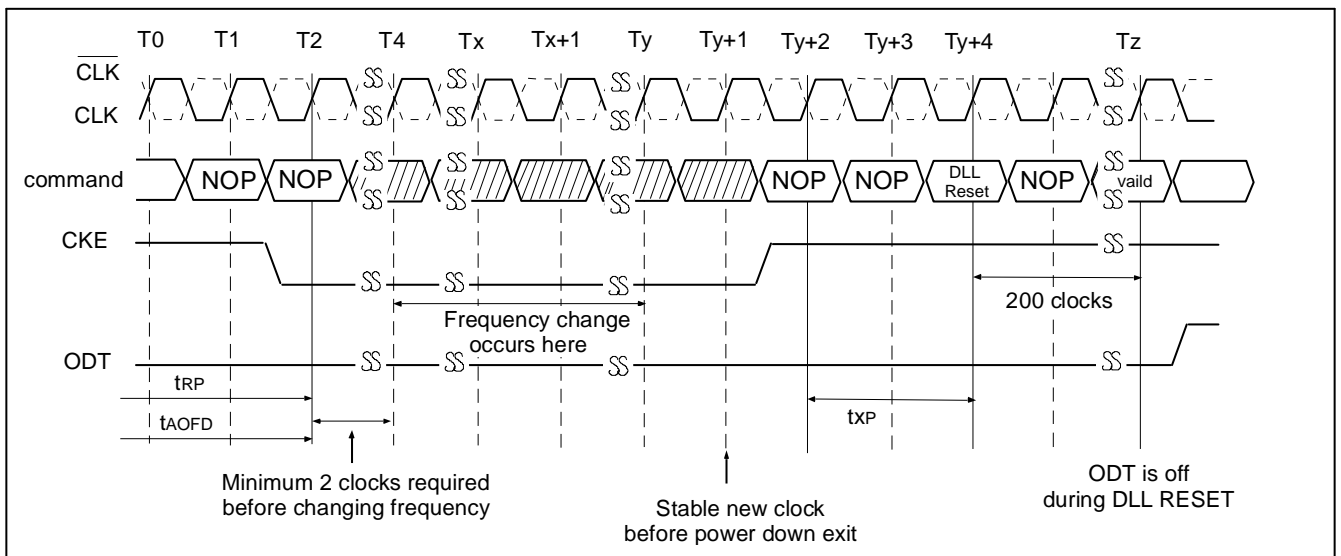 T0 T1 T2 T4 Tx Tx+1 Ty Ty+1 Ty+2 Ty+3 Ty+4 Tz
CLK
CLK
command NOP NOP NOP NOP DLL Reset NOP vaild
CKE
200 clocks
Frequency change
occurs here
ODT
tRP
tAOFD
tXP
Minimum 2 clocks required
before changing frequency
Stable new clock
before power down exit
ODT is off
during DLL RESET